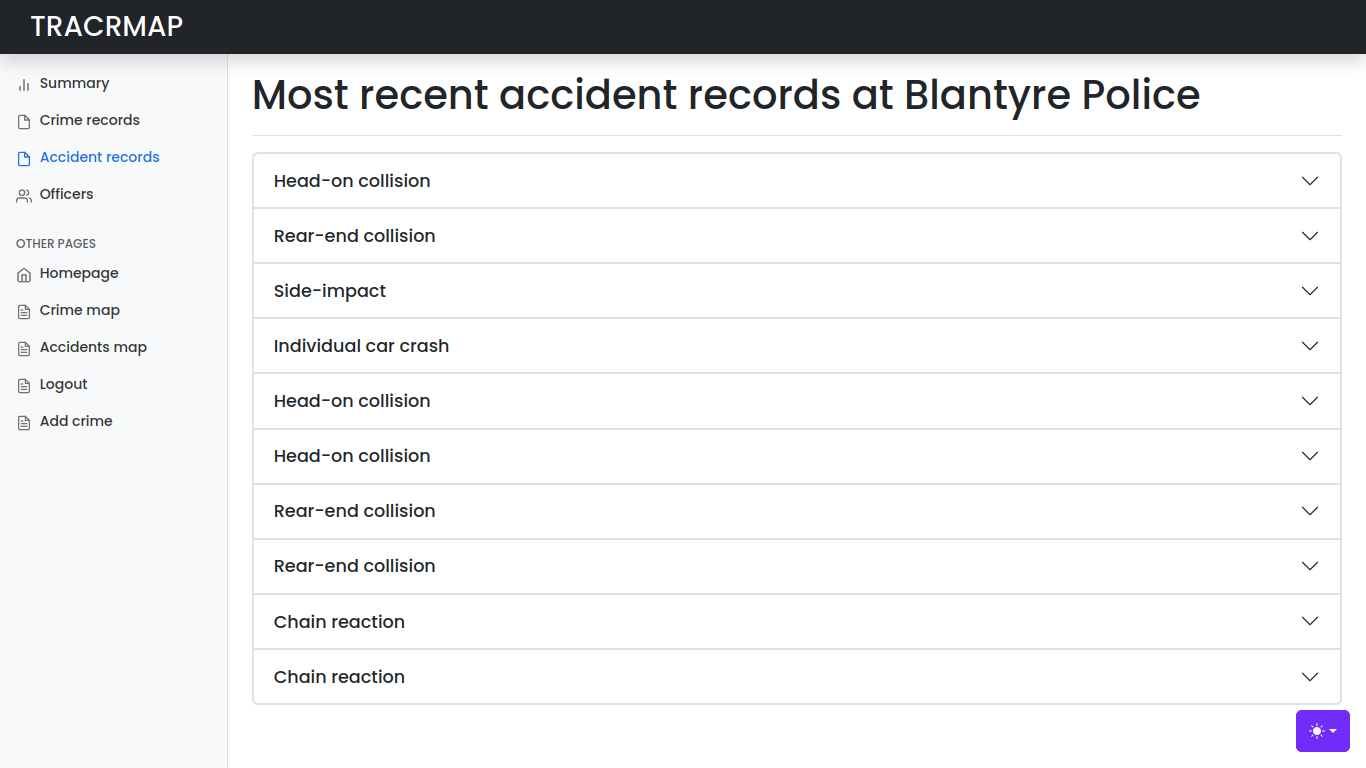 TRACRMAP
Summary
Crime records
Accident records
Officers
OTHER PAGES
Homepage
Crime map
Accidents map
Logout
Add crime
Most recent accident records at Blantyre Police
Head-on collision
Rear-end collision
Side-impact
Individual car crash
Head-on collision
Head-on collision
Rear-end collision
Rear-end collision
Chain reaction
Chain reaction